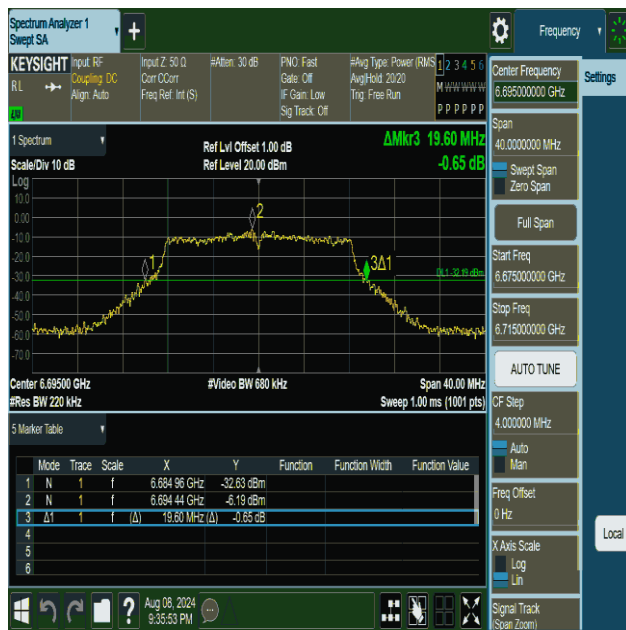 Spectrum Analyzer 1
Swept SA
+
Frequency
KEYSIGHT
RL
Input: RF
Coupling: DC
Align: Auto
Input Z: 50 Ω
Corr CCorr
Freq Ref: Int (S)
#Atten: 30 dB
PNO: Fast
Gate: Off
IF Gain: Low
Sig Track: Off
#Avg Type: Power (RMS
Avg|Hold: 20/20
Trig: Free Run
1 2 3 4 5 6
M W W W W W
P P P P P P
1 Spectrum
Scale/Div 10 dB
Log
Ref Lvl Offset 1.00 dB
Ref Level 20.00 dBm
ΔMkr3 19.60 MHz
-0.65 dB
10.0
0.00
-10.0
-20.0
-30.0
-40.0
-50.0
-60.0
-70.0
2
1
3Δ1
DL1 -32.19 dBm
Center 6.69500 GHz
#Res BW 220 kHz
#Video BW 680 kHz
Span 40.00 MHz
Sweep 1.00 ms (1001 pts)
5 Marker Table
Mode Trace Scale X Y Function Function Width Function Value
1 N 1 f 6.684 96 GHz -32.63 dBm
2 N 1 f 6.694 44 GHz -6.19 dBm
3 Δ1 1 f (Δ) 19.60 MHz (Δ) -0.65 dB
4
5
6
?
Aug 08, 2024
9:35:53 PM
Center Frequency
6.695000000 GHz
Span
40.0000000 MHz
Swept Span
Zero Span
Full Span
Start Freq
6.675000000 GHz
Stop Freq
6.715000000 GHz
AUTO TUNE
CF Step
4.000000 MHz
Auto
Man
Freq Offset
0 Hz
X Axis Scale
Log
Lin
Signal Track
(Span Zoom)
Settings
Local